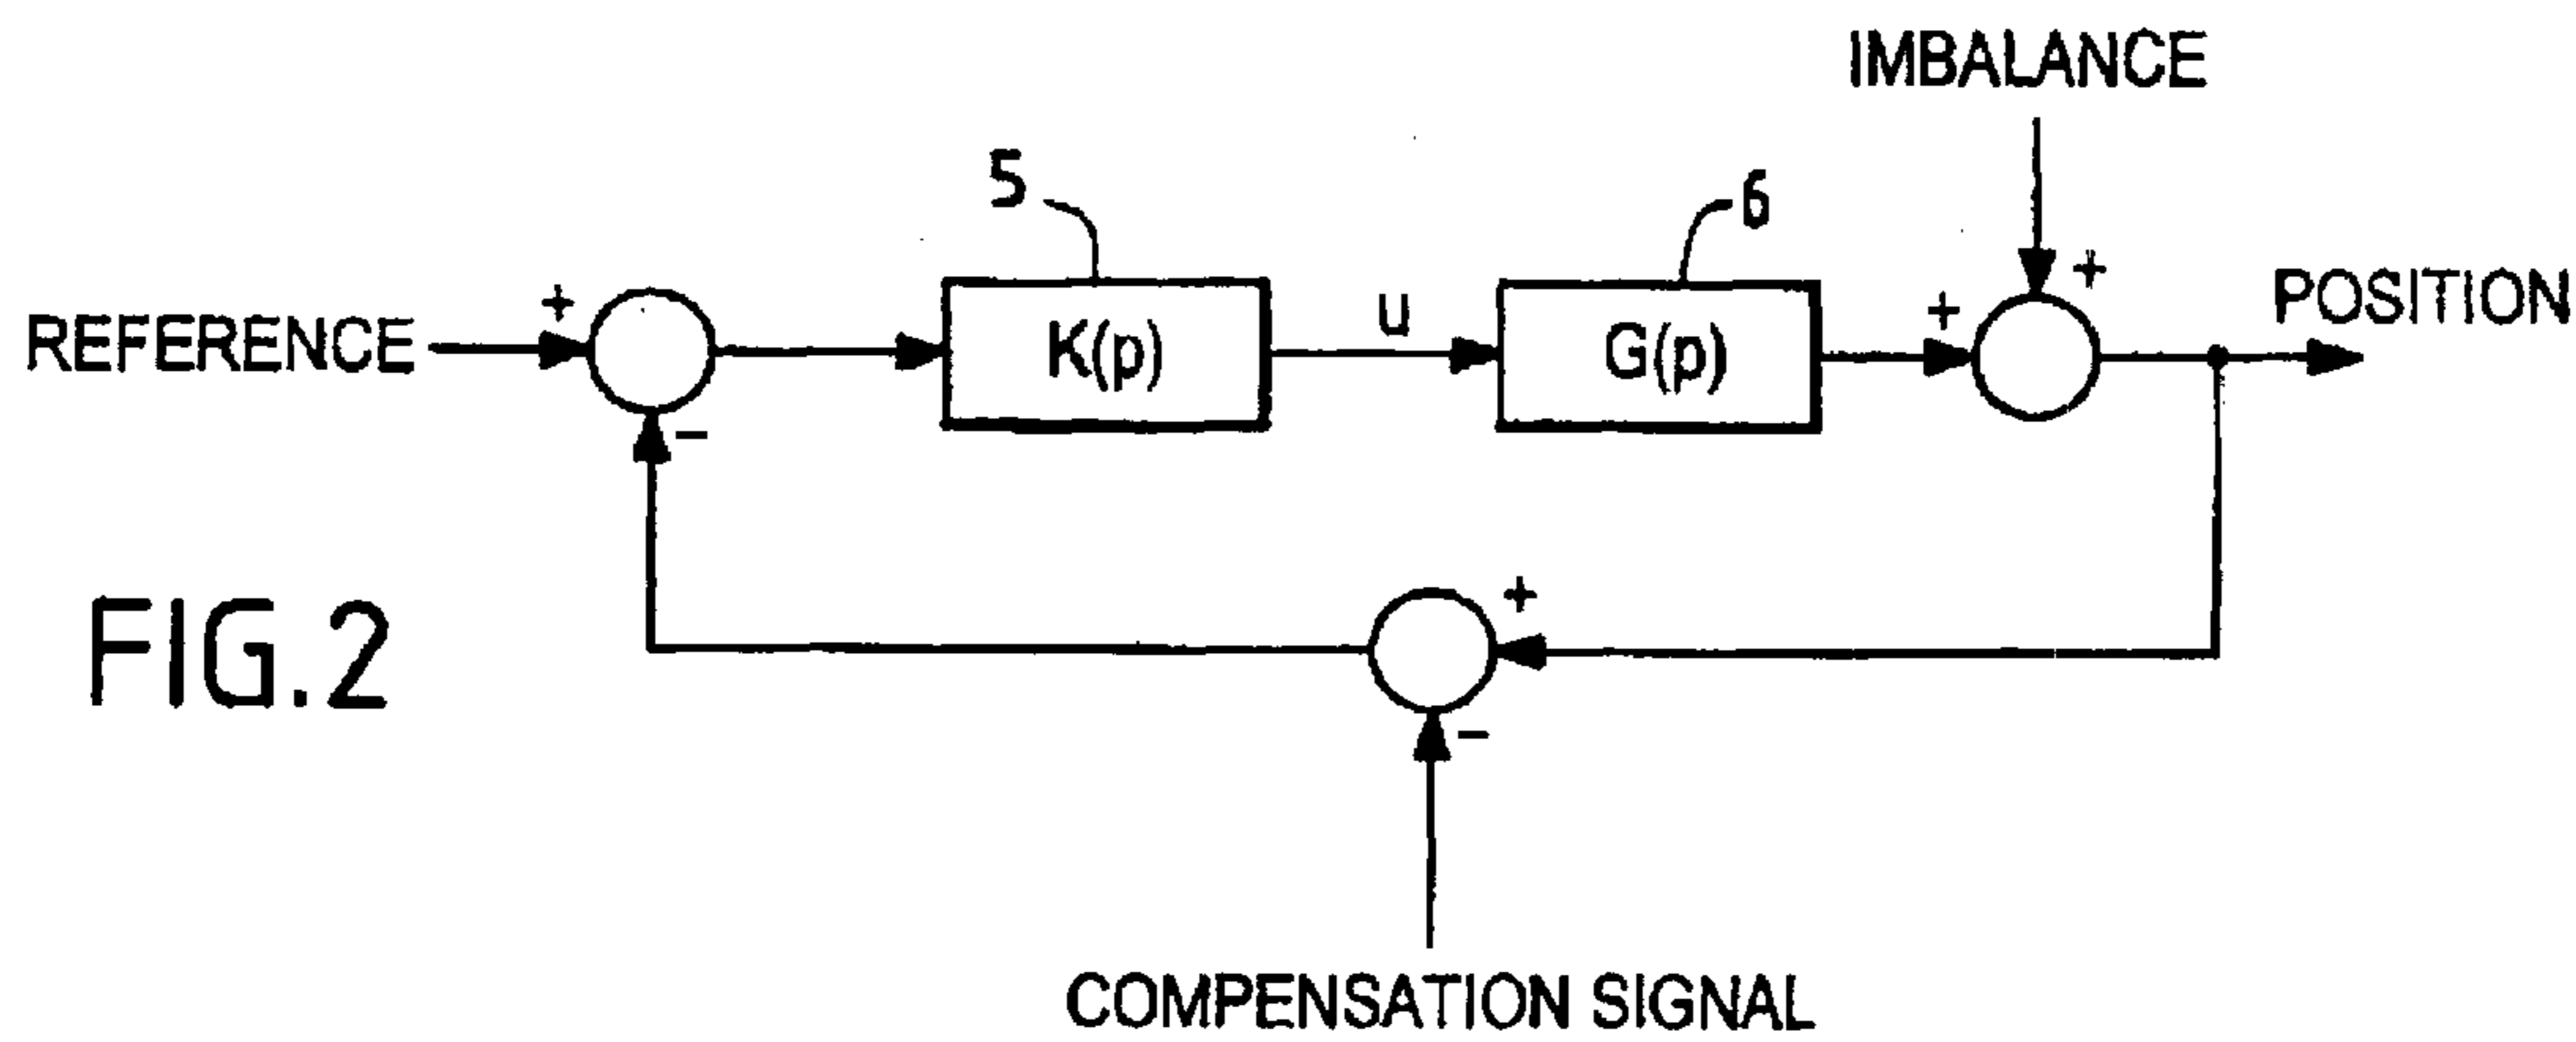 IMBALANCE
5
6
+
REFERENCE
+
K(p)
u
G(p)
+
POSITION
-
+
FIG.2
-
COMPENSATION SIGNAL